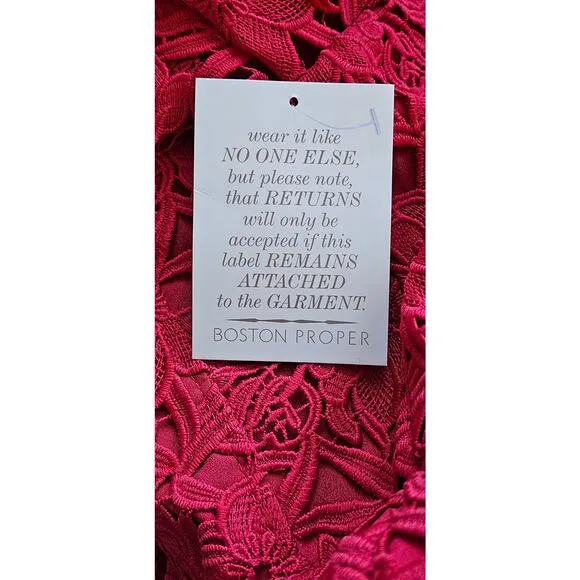 wear it like
NO ONE ELSE,
but please note,
that RETURNS
will only be
accepted if this
label REMAINS
ATTACHED
to the GARMENT.
BOSTON PROPER